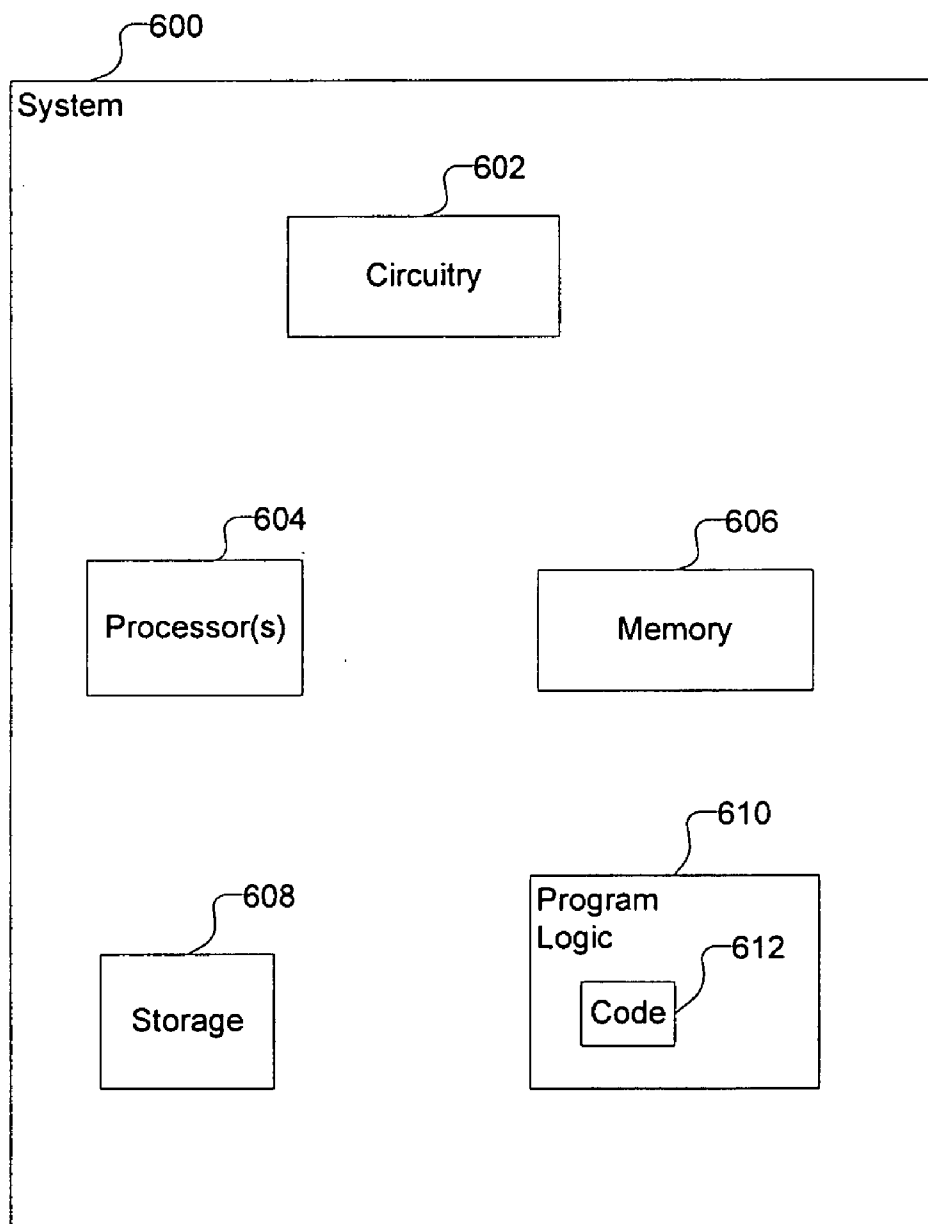 600
System
602
Circuitry
604
606
Processor(s)
Memory
610
608
Program
Logic
612
Storage
Code